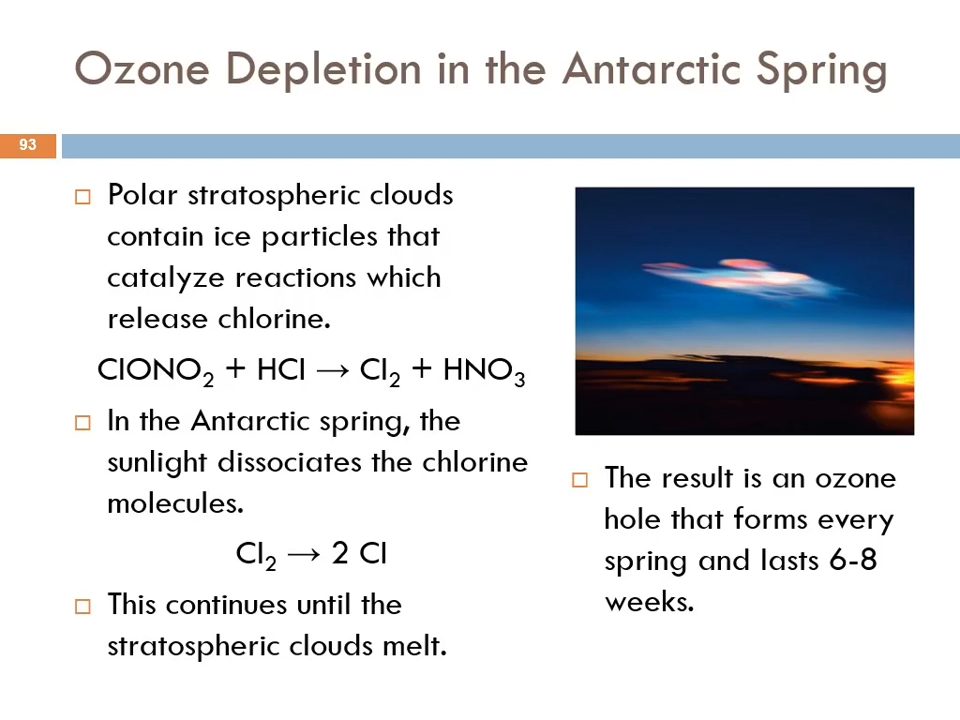 Ozone Depletion in the Antarctic Spring
93
Polar stratospheric clouds
contain ice particles that
catalyze reactions which
release chlorine.
ClONO₂ + HCl → Cl₂ + HNO₃
In the Antarctic spring, the
sunlight dissociates the chlorine
molecules.
Cl₂ → 2 Cl
This continues until the
stratospheric clouds melt.
The result is an ozone
hole that forms every
spring and lasts 6-8
weeks.